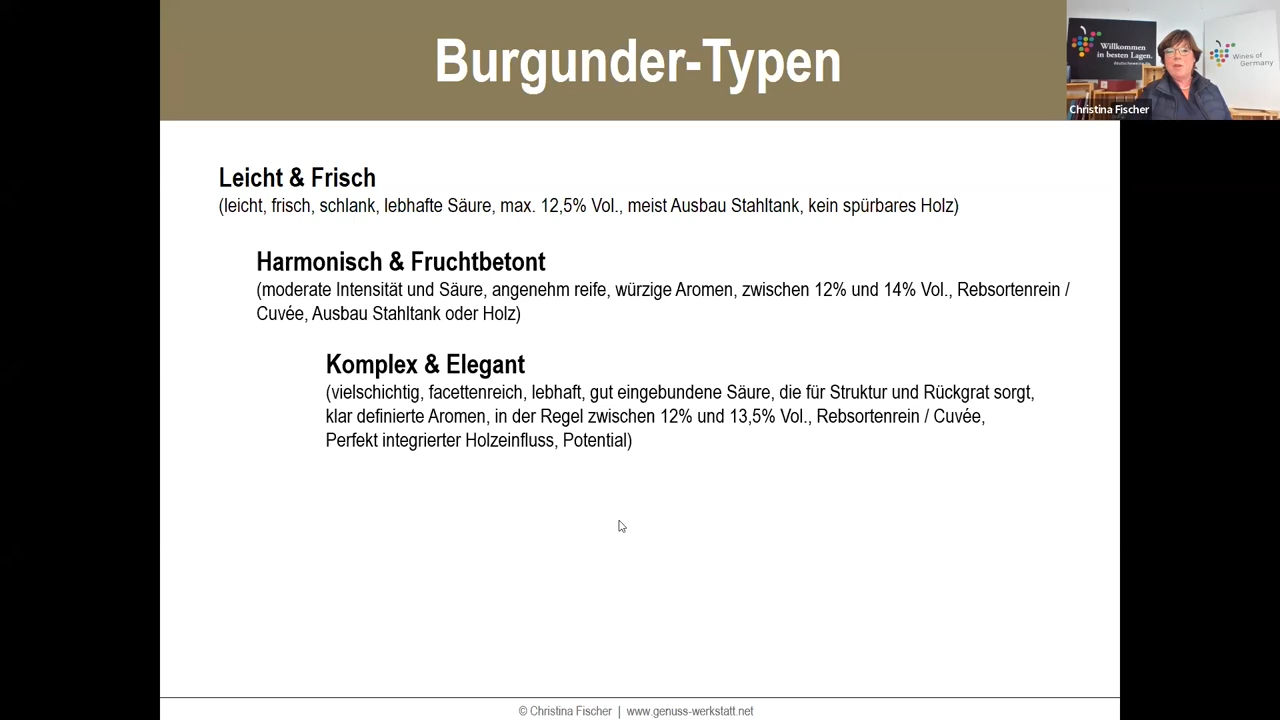 Burgunder-Typen
Willkommen
in besten Lagen.
Wines of
Germany
Christina Fischer
Leicht & Frisch
(leicht, frisch, schlank, lebhafte Säure, max. 12,5% Vol., meist Ausbau Stahltank, kein spürbares Holz)
Harmonisch & Fruchtbetont
(moderate Intensität und Säure, angenehm reife, würzige Aromen, zwischen 12% und 14% Vol., Rebsortenrein /
Cuvée, Ausbau Stahltank oder Holz)
Komplex & Elegant
(vielschichtig, facettenreich, lebhaft, gut eingebundene Säure, die für Struktur und Rückgrat sorgt,
klar definierte Aromen, in der Regel zwischen 12% und 13,5% Vol., Rebsortenrein / Cuvée,
Perfekt integrierter Holzeinfluss, Potential)
© Christina Fischer | www.genuss-werkstatt.net